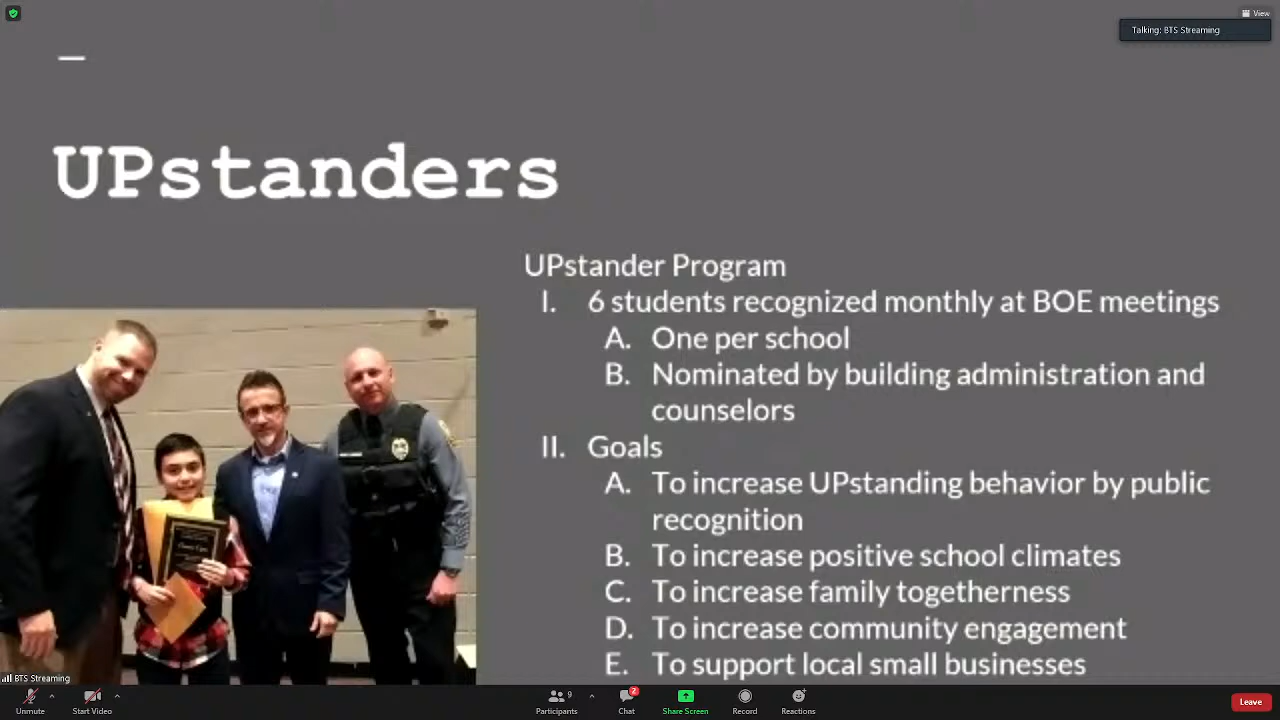 View
Talking: BTS Streaming
UPstanders
UPstander Program
I. 6 students recognized monthly at BOE meetings
A. One per school
B. Nominated by building administration and
counselors
II. Goals
A. To increase UPstanding behavior by public
recognition
B. To increase positive school climates
C. To increase family togetherness
D. To increase community engagement
E. To support local small businesses
BTS Streaming
Unmute
Start Video
Participants
9
Chat
2
Share Screen
Record
Reactions
Leave